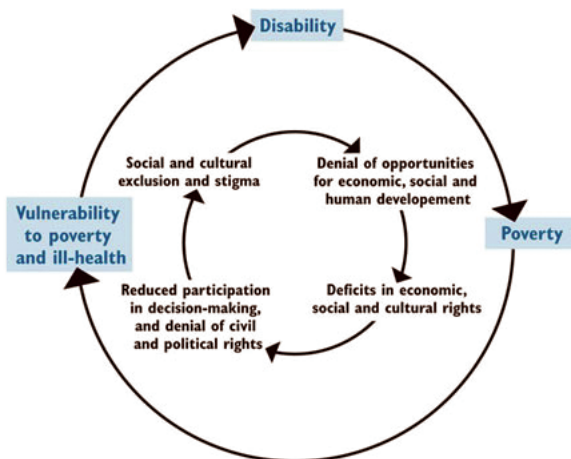 Disability
Social and cultural
exclusion and stigma
Denial of opportunities
for economic, social and
human developement
Vulnerability
to poverty
and ill-health
Poverty
Reduced participation
in decision-making,
and denial of civil
and political rights
Deficits in economic,
social and cultural rights